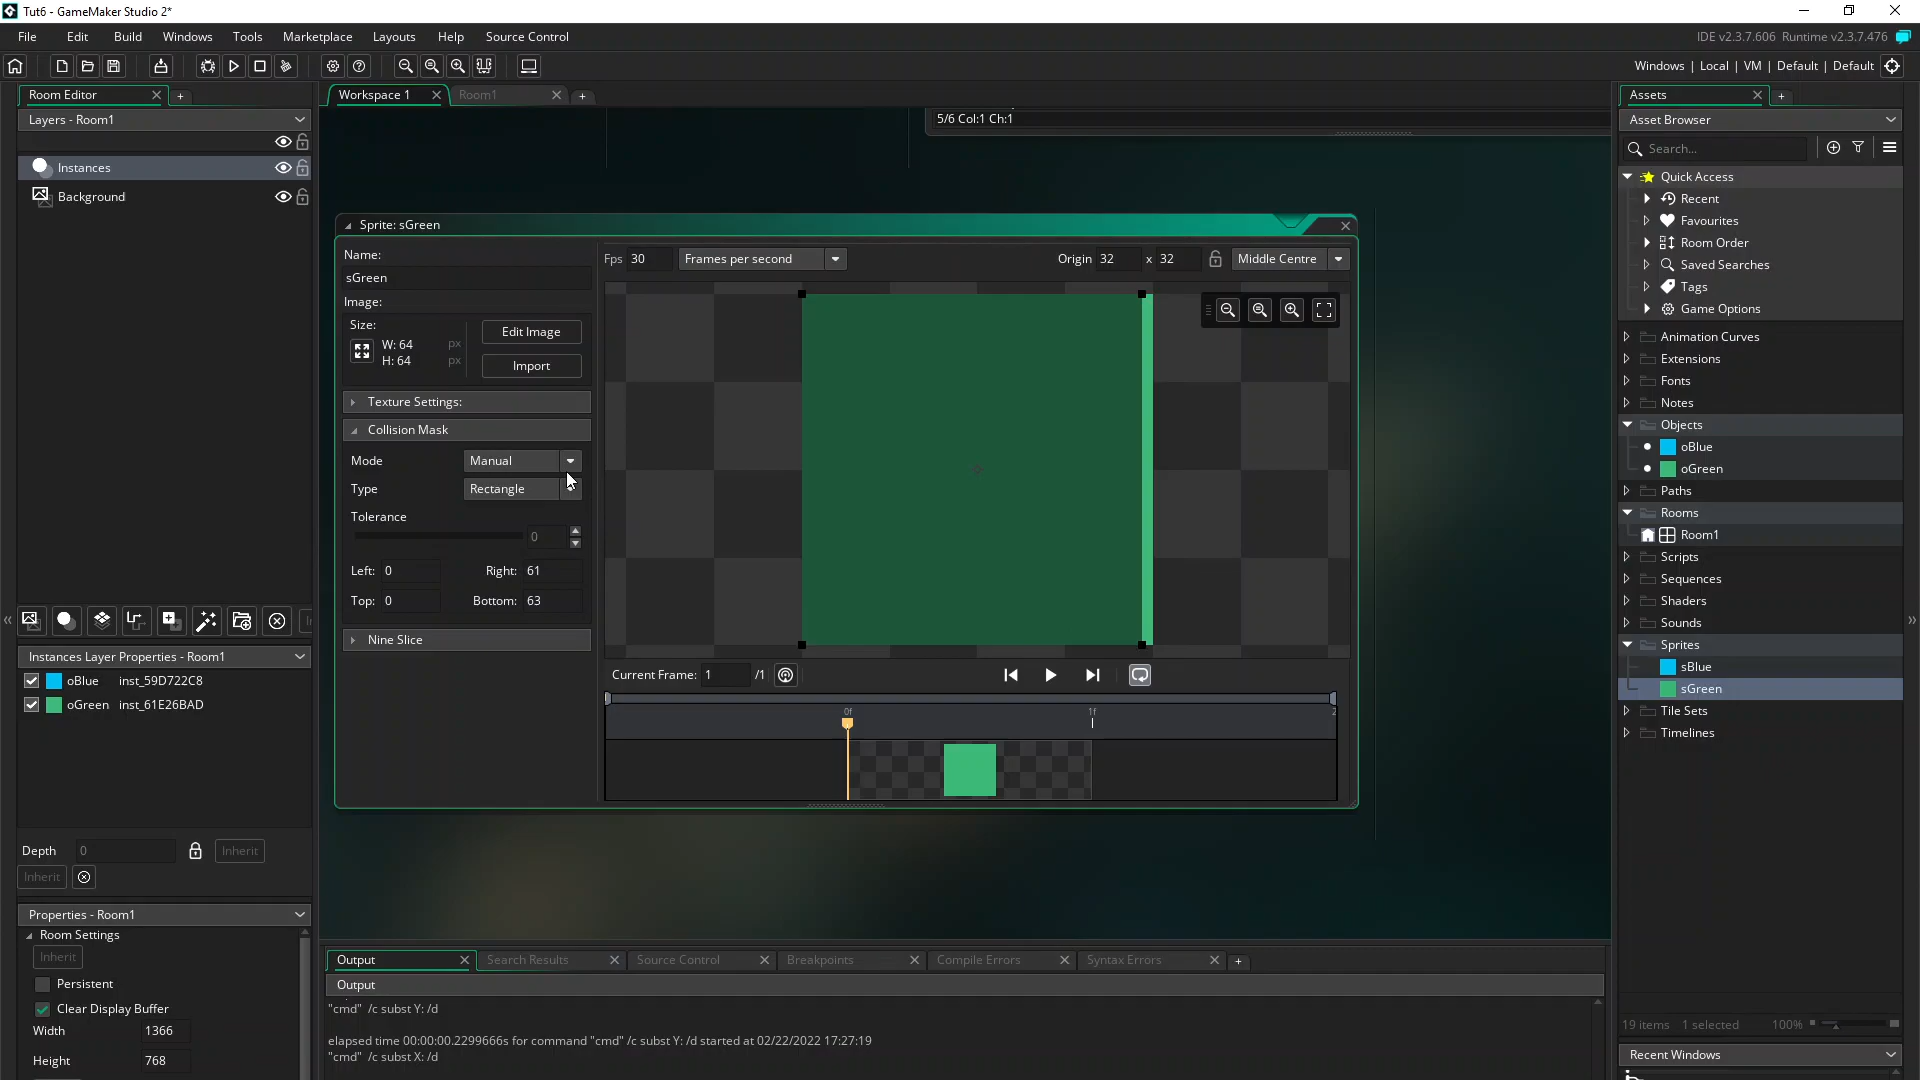 Tut6 - GameMaker Studio 2*
File Edit Build Windows Tools Marketplace Layouts Help Source Control
IDE v2.3.7.606 Runtime v2.3.7.476
Windows | Local | VM | Default | Default
Room Editor
Layers - Room1
Instances
Background
Instances Layer Properties - Room1
oBlue inst_59D722C8
oGreen inst_61E26BAD
Depth 0 Inherit
Inherit
Properties - Room1
Room Settings
Inherit
Persistent
Clear Display Buffer
Width 1366
Height 768
Workspace 1 Room1
5/6 Col:1 Ch:1
Sprite: sGreen
Name:
sGreen
Image:
Size:
W: 64 px
H: 64 px
Edit Image
Import
Texture Settings:
Collision Mask
Mode Manual
Type Rectangle
Tolerance
0
Left: 0 Right: 61
Top: 0 Bottom: 63
Nine Slice
Fps 30 Frames per second Origin 32 x 32 Middle Centre
Current Frame: 1 /1
0f 1f 2
Output Search Results Source Control Breakpoints Compile Errors Syntax Errors
Output
"cmd" /c subst Y: /d
elapsed time 00:00:00.2299666s for command "cmd" /c subst Y: /d started at 02/22/2022 17:27:19
"cmd" /c subst X: /d
Assets
Asset Browser
Search...
Quick Access
Recent
Favourites
Room Order
Saved Searches
Tags
Game Options
Animation Curves
Extensions
Fonts
Notes
Objects
oBlue
oGreen
Paths
Rooms
Room1
Scripts
Sequences
Shaders
Sounds
Sprites
sBlue
sGreen
Tile Sets
Timelines
19 items 1 selected 100%
Recent Windows